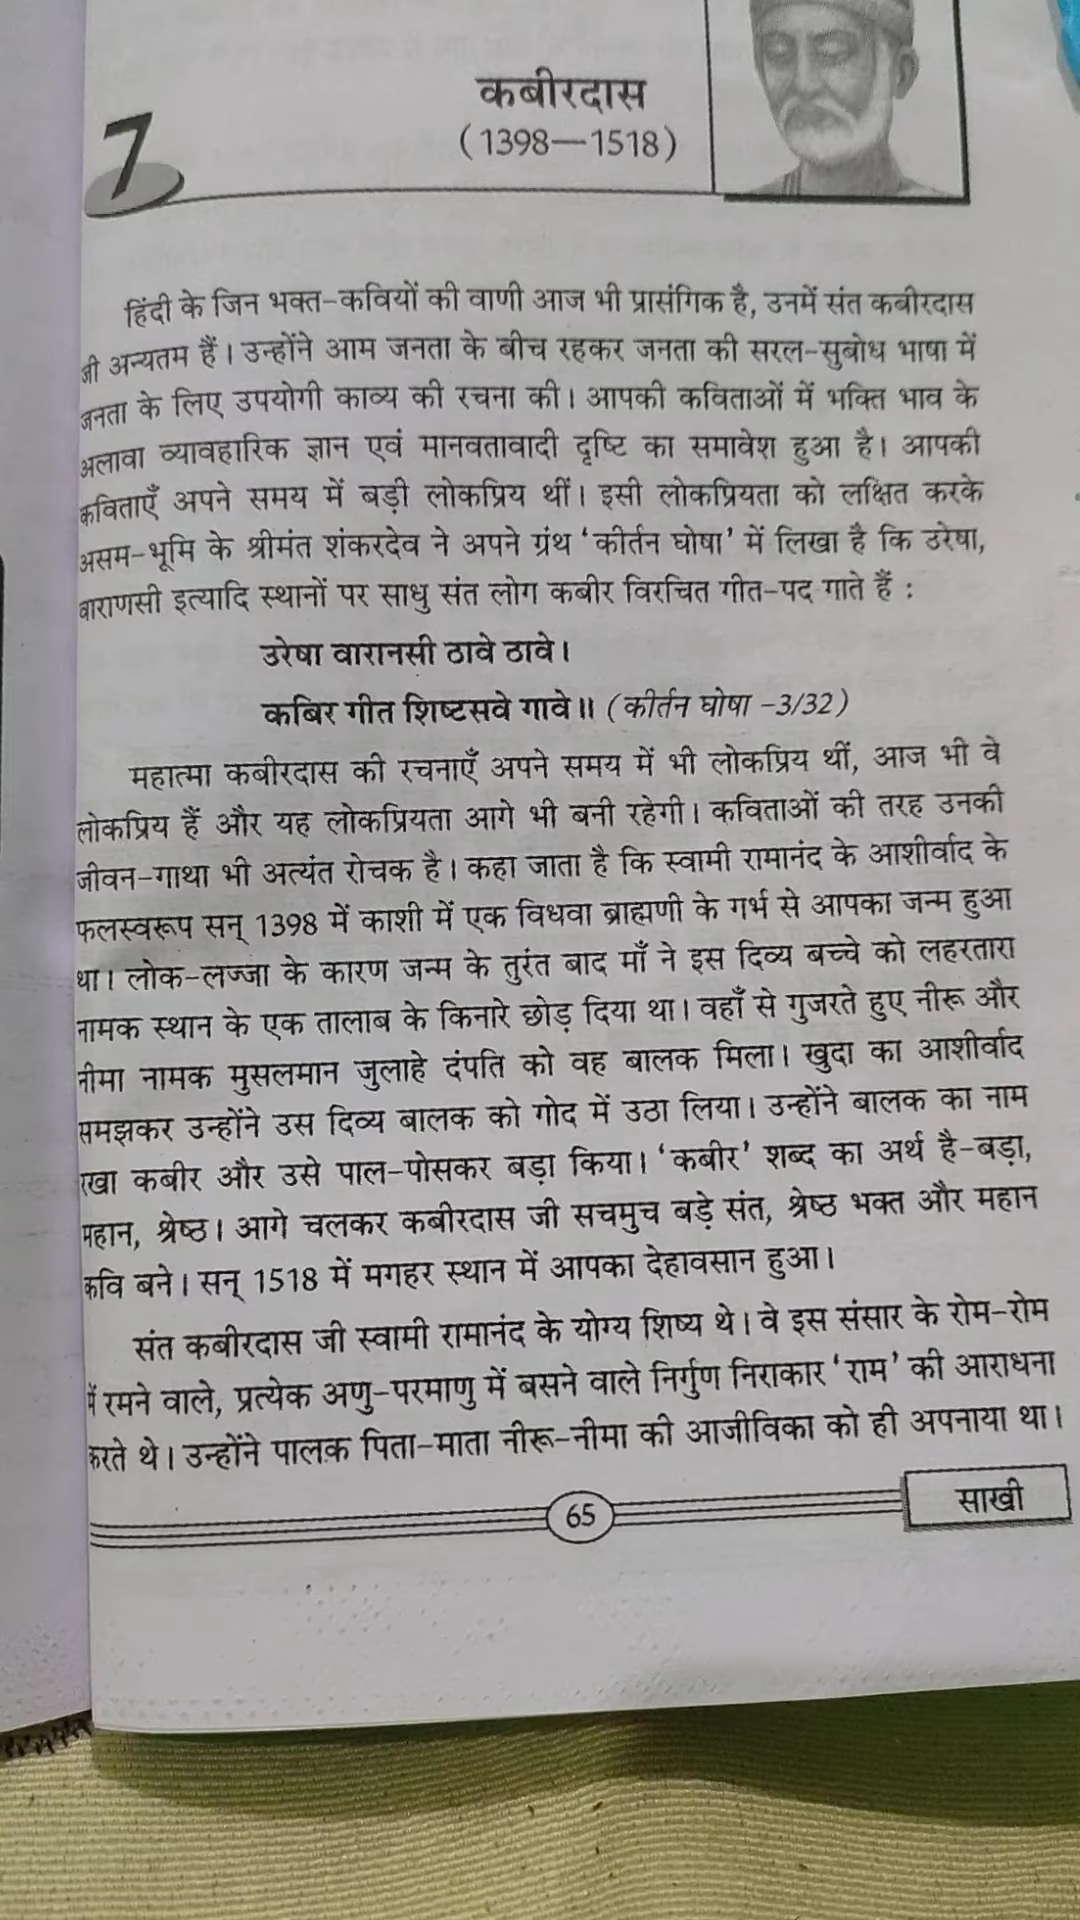 7
कबीरदास
(1398—1518)
हिंदी के जिन भक्त-कवियों की वाणी आज भी प्रासंगिक है, उनमें संत कबीरदास
जी अन्यतम हैं। उन्होंने आम जनता के बीच रहकर जनता की सरल-सुबोध भाषा में
जनता के लिए उपयोगी काव्य की रचना की। आपकी कविताओं में भक्ति भाव के
अलावा व्यावहारिक ज्ञान एवं मानवतावादी दृष्टि का समावेश हुआ है। आपकी
कविताएँ अपने समय में बड़ी लोकप्रिय थीं। इसी लोकप्रियता को लक्षित करके
असम-भूमि के श्रीमंत शंकरदेव ने अपने ग्रंथ ‘कीर्तन घोषा’ में लिखा है कि उरेषा,
वाराणसी इत्यादि स्थानों पर साधु संत लोग कबीर विरचित गीत-पद गाते हैं :
उरेषा वारानसी ठावे ठावे।
कबिर गीत शिष्टसवे गावे॥ (कीर्तन घोषा -3/32)
महात्मा कबीरदास की रचनाएँ अपने समय में भी लोकप्रिय थीं, आज भी वे
लोकप्रिय हैं और यह लोकप्रियता आगे भी बनी रहेगी। कविताओं की तरह उनकी
जीवन-गाथा भी अत्यंत रोचक है। कहा जाता है कि स्वामी रामानंद के आशीर्वाद के
फलस्वरूप सन् 1398 में काशी में एक विधवा ब्राह्मणी के गर्भ से आपका जन्म हुआ
था। लोक-लज्जा के कारण जन्म के तुरंत बाद माँ ने इस दिव्य बच्चे को लहरतारा
नामक स्थान के एक तालाब के किनारे छोड़ दिया था। वहाँ से गुजरते हुए नीरू और
नीमा नामक मुसलमान जुलाहे दंपति को वह बालक मिला। खुदा का आशीर्वाद
समझकर उन्होंने उस दिव्य बालक को गोद में उठा लिया। उन्होंने बालक का नाम
रखा कबीर और उसे पाल-पोसकर बड़ा किया। ‘कबीर’ शब्द का अर्थ है-बड़ा,
महान, श्रेष्ठ। आगे चलकर कबीरदास जी सचमुच बड़े संत, श्रेष्ठ भक्त और महान
कवि बने। सन् 1518 में मगहर स्थान में आपका देहावसान हुआ।
संत कबीरदास जी स्वामी रामानंद के योग्य शिष्य थे। वे इस संसार के रोम-रोम
में रमने वाले, प्रत्येक अणु-परमाणु में बसने वाले निर्गुण निराकार ‘राम’ की आराधना
करते थे। उन्होंने पालक पिता-माता नीरू-नीमा की आजीविका को ही अपनाया था।
65
साखी